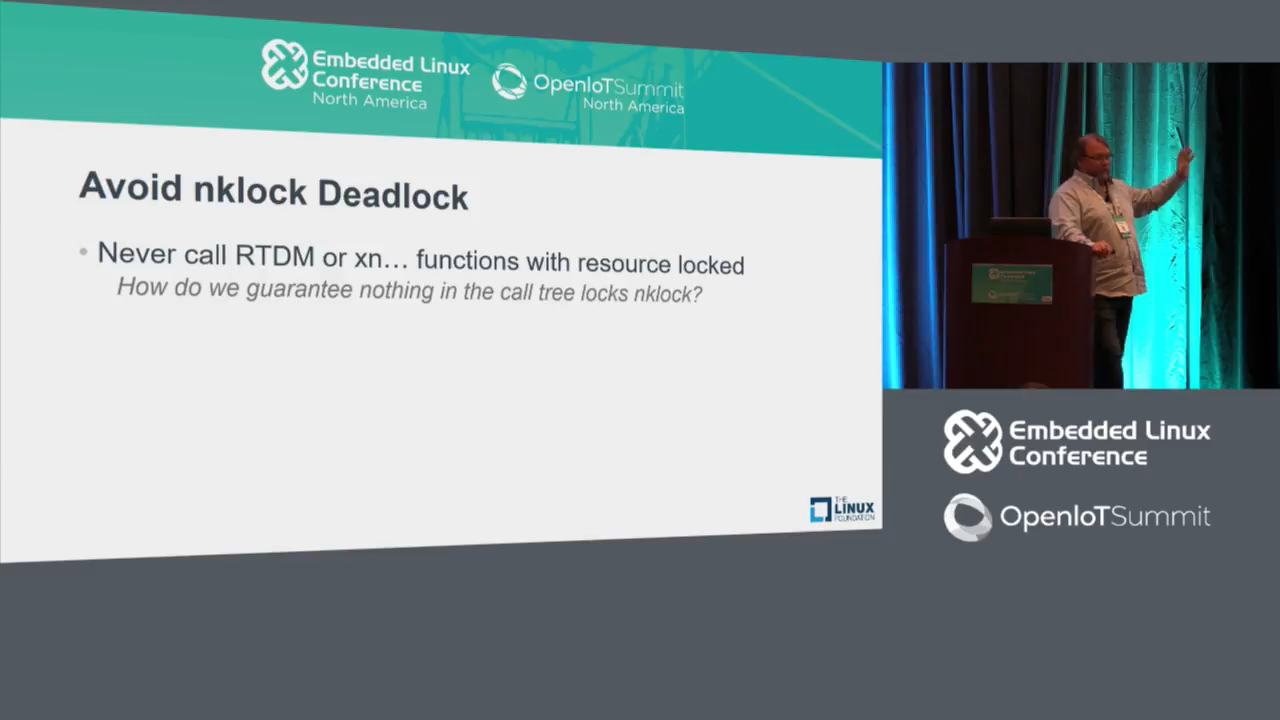 Embedded Linux
Conference
North America
OpenIoTSummit
North America
Avoid nklock Deadlock
• Never call RTDM or xn… functions with resource locked
How do we guarantee nothing in the call tree locks nklock?
THE
LINUX
FOUNDATION
Embedded Linux
Conference
OpenIoTSummit